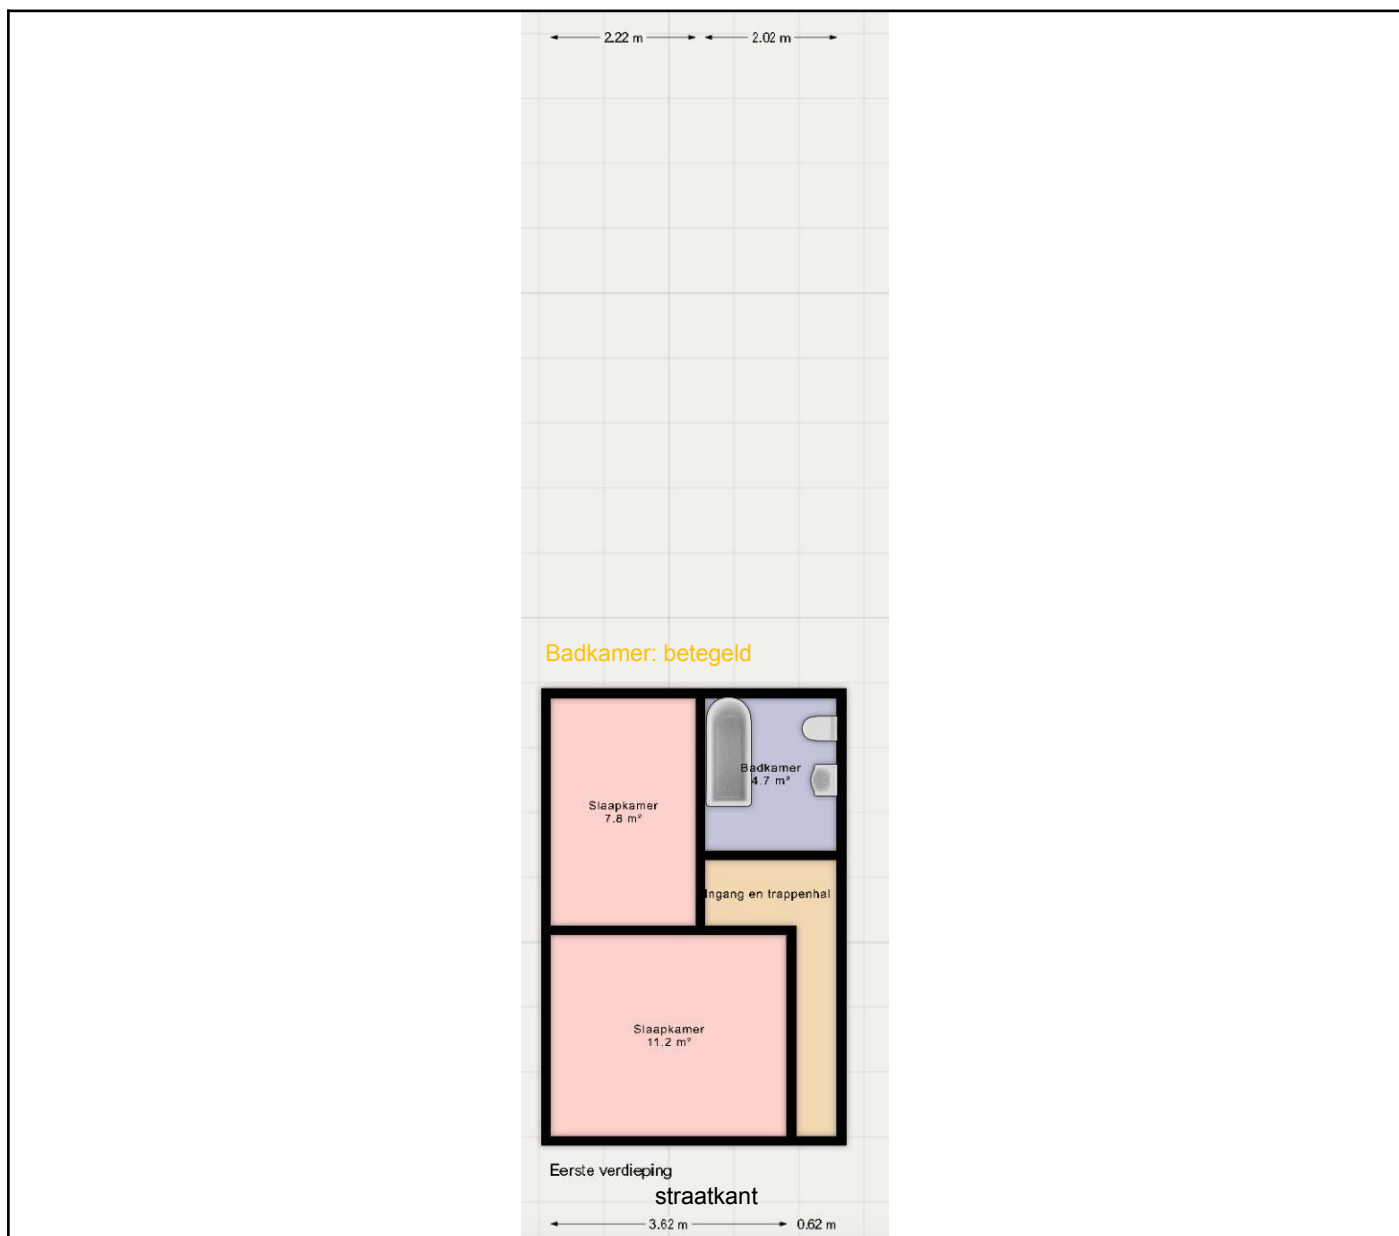 2.22 m 2.02 m
Badkamer: betegeld
Badkamer
4.7 m²
Slaapkamer
7.8 m²
Ingang en trappenhal
Slaapkamer
11.2 m²
Eerste verdieping
straatkant
3.62 m 0.62 m